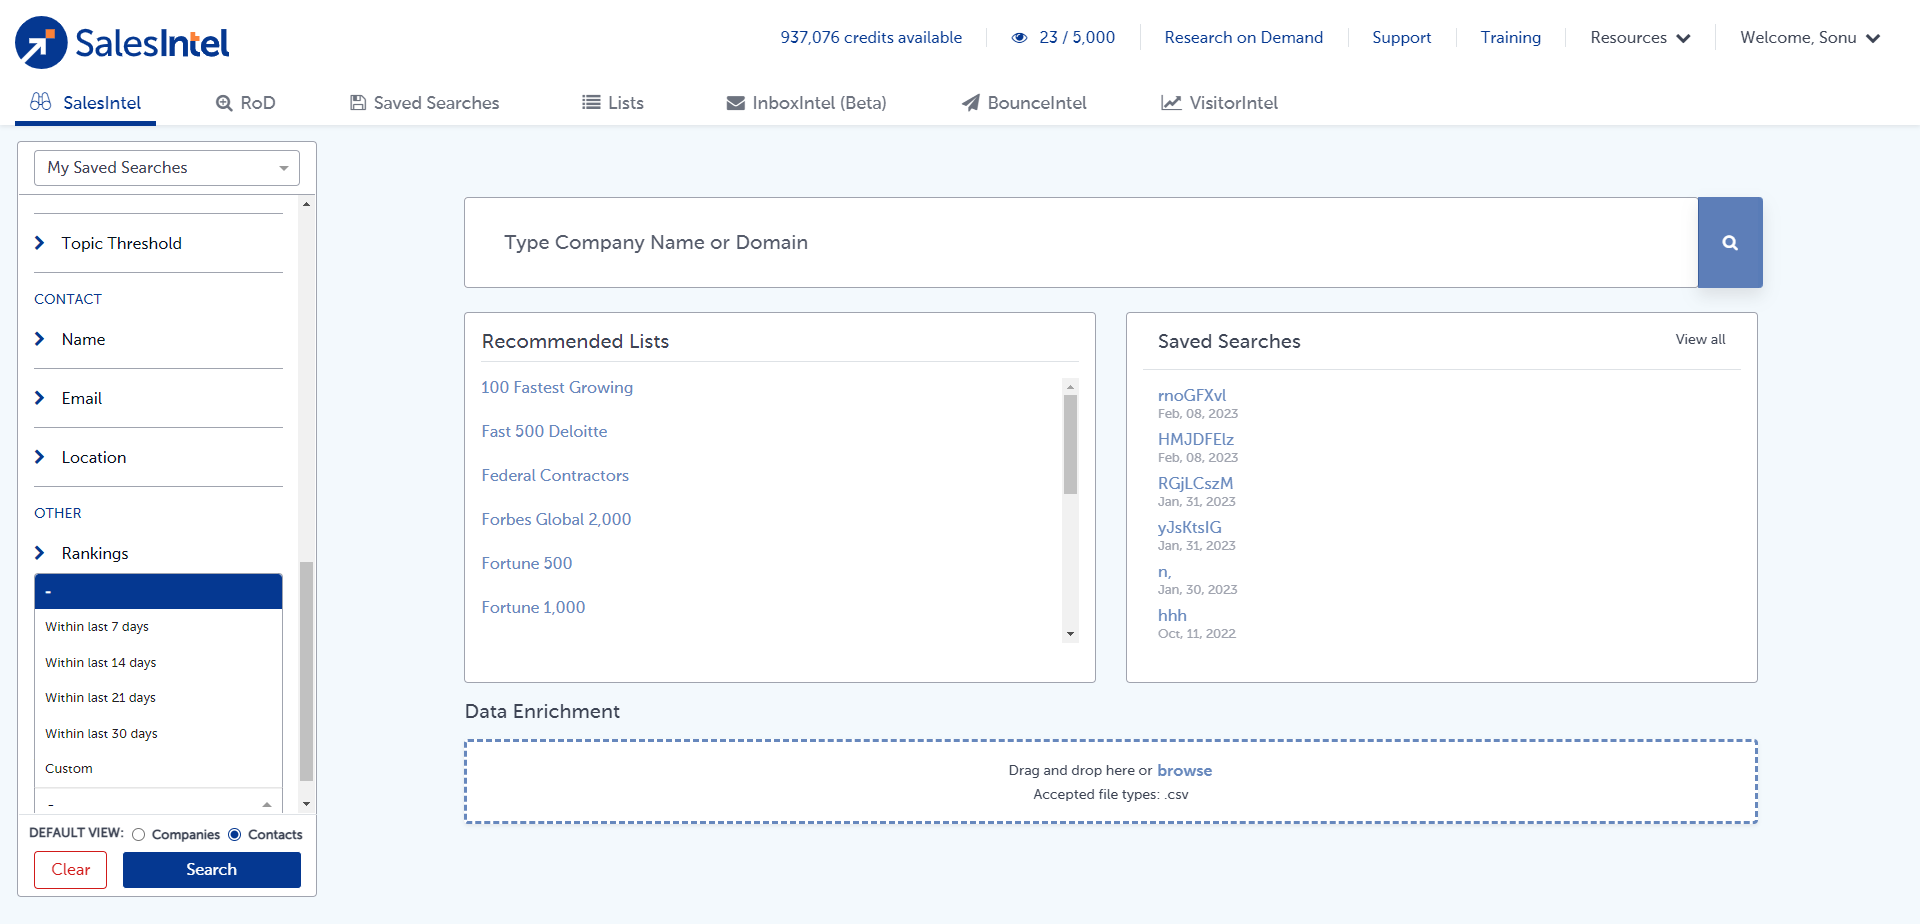 SalesIntel
937,076 credits available
23 / 5,000
Research on Demand
Support
Training
Resources
Welcome, Sonu
SalesIntel
RoD
Saved Searches
Lists
InboxIntel (Beta)
BounceIntel
VisitorIntel
My Saved Searches
Topic Threshold
CONTACT
Name
Email
Location
OTHER
Rankings
-
Within last 7 days
Within last 14 days
Within last 21 days
Within last 30 days
Custom
-
DEFAULT VIEW: Companies Contacts
Clear
Search
Type Company Name or Domain
Recommended Lists
100 Fastest Growing
Fast 500 Deloitte
Federal Contractors
Forbes Global 2,000
Fortune 500
Fortune 1,000
Saved Searches
View all
rnoGFXvl
Feb, 08, 2023
HMJDFElz
Feb, 08, 2023
RGjLCszM
Jan, 31, 2023
yJsKtsIG
Jan, 31, 2023
n,
Jan, 30, 2023
hhh
Oct, 11, 2022
Data Enrichment
Drag and drop here or browse
Accepted file types: .csv